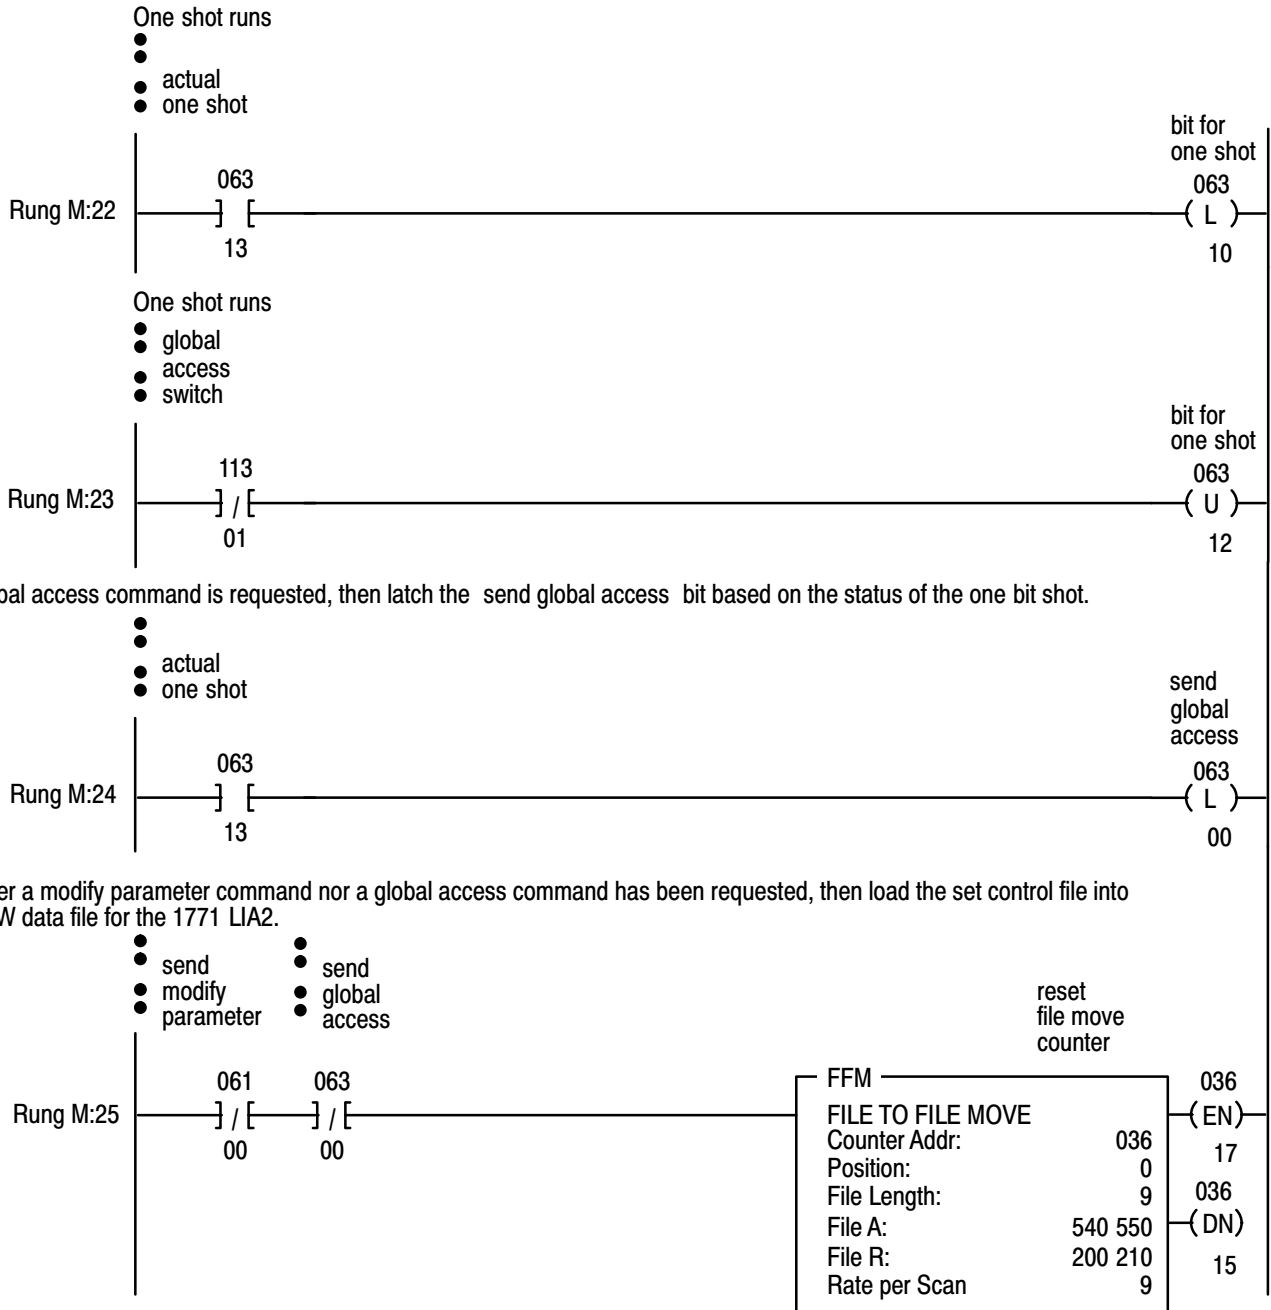 One shot runs
actual
one shot
bit for
one shot
063
063
Rung M:22
] [
( L )
13
10
One shot runs
global
access
switch
bit for
one shot
113
063
Rung M:23
] / [
( U )
01
12
access command is requested, then latch the send global access bit based on the status of the one bit shot.
actual
one shot
send
global
access
063
063
Rung M:24
] [
( L )
13
00
a modify parameter command nor a global access command has been requested, then load the set control file into
data file for the 1771 LIA2.
send
modify
parameter
send
global
access
reset
file move
counter
061 063
FFM
036
Rung M:25
] / [ ] / [
FILE TO FILE MOVE
( EN )
00 00
Counter Addr: 036
17
Position: 0
File Length: 9
036
File A: 540 550
( DN )
File R: 200 210
15
Rate per Scan 9